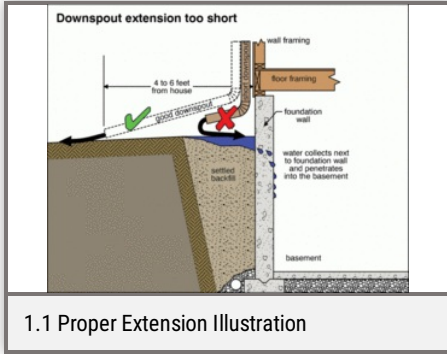 Downspout extension too short
wall framing
downspout
floor framing
4 to 6 feet
from house
good downspout
foundation
wall
water collects next
to foundation wall
and penetrates
into the basement
settled
backfill
basement
1.1 Proper Extension Illustration